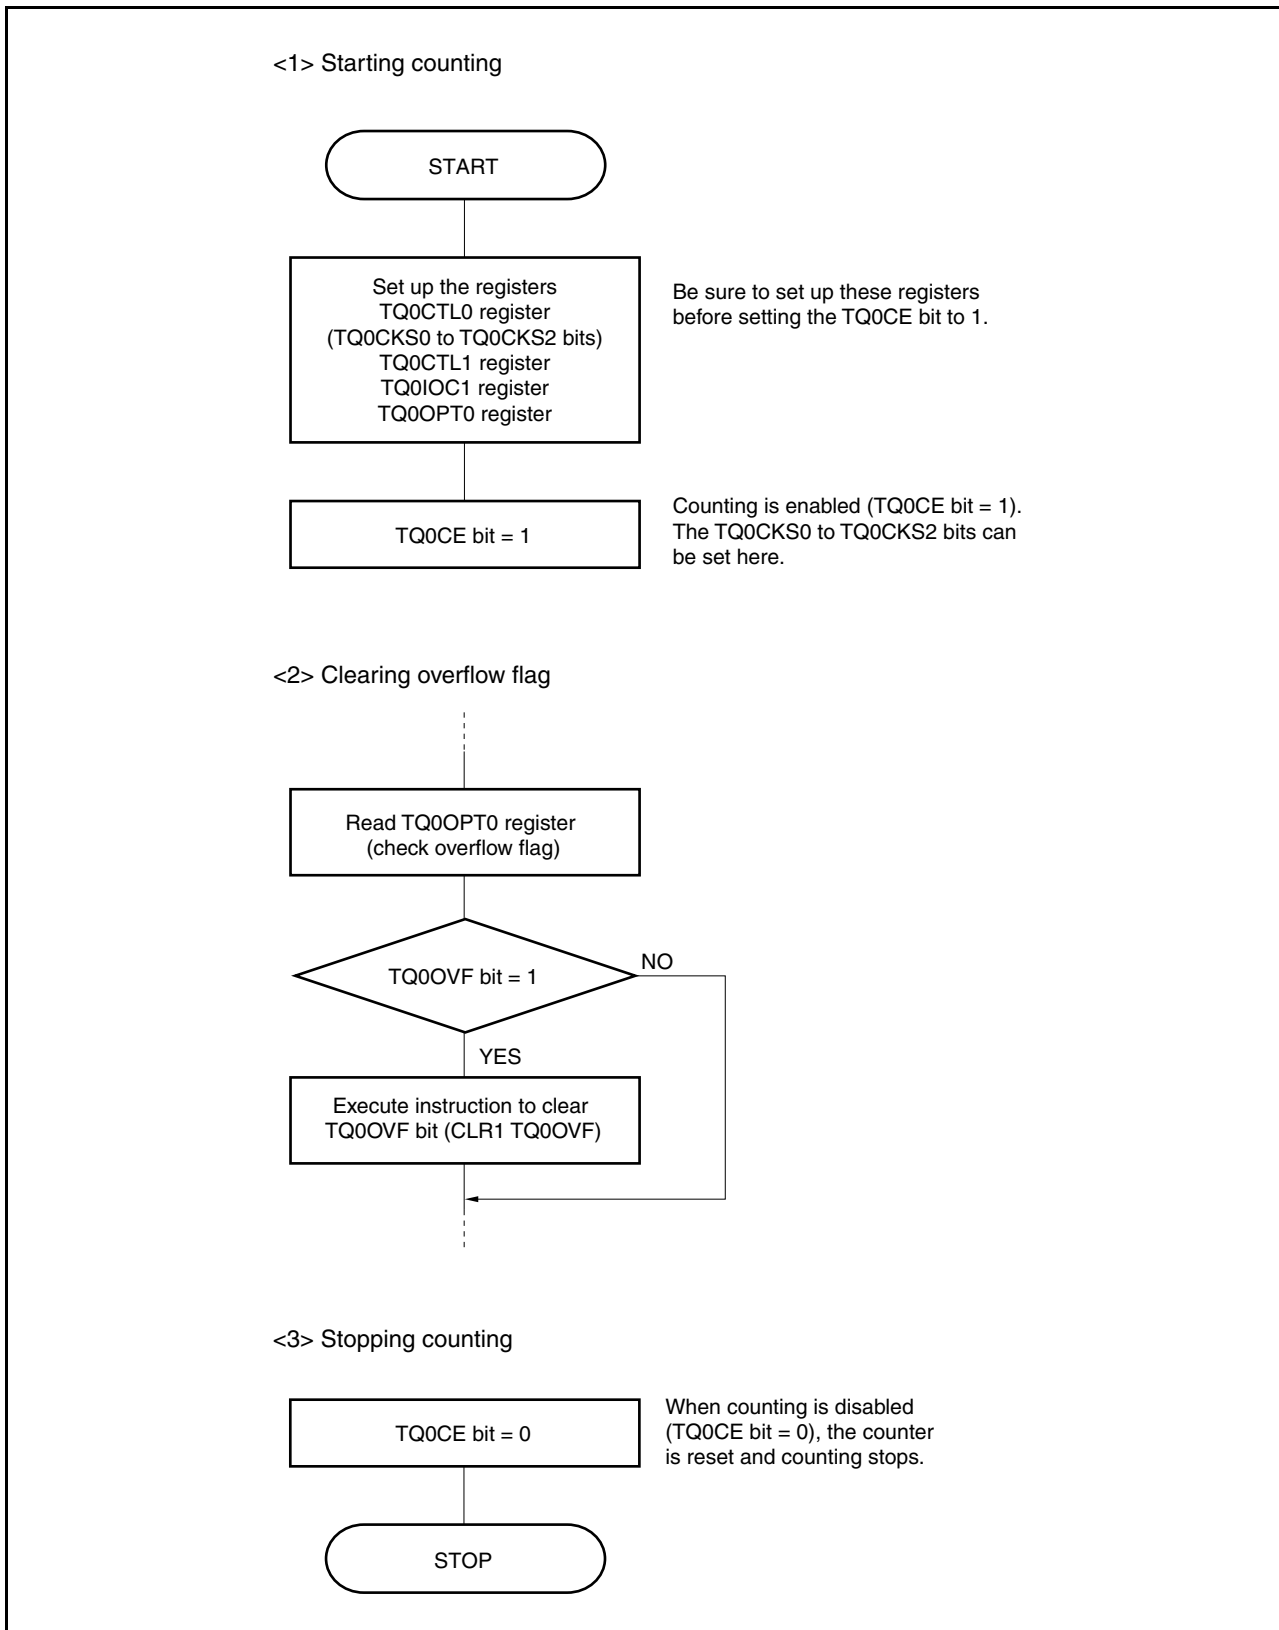 <1> Starting counting
START
Set up the registers
TQ0CTL0 register
(TQ0CKS0 to TQ0CKS2 bits)
TQ0CTL1 register
TQ0IOC1 register
TQ0OPT0 register
Be sure to set up these registers
before setting the TQ0CE bit to 1.
TQ0CE bit = 1
Counting is enabled (TQ0CE bit = 1).
The TQ0CKS0 to TQ0CKS2 bits can
be set here.
<2> Clearing overflow flag
Read TQ0OPT0 register
(check overflow flag)
TQ0OVF bit = 1
NO
YES
Execute instruction to clear
TQ0OVF bit (CLR1 TQ0OVF)
<3> Stopping counting
TQ0CE bit = 0
When counting is disabled
(TQ0CE bit = 0), the counter
is reset and counting stops.
STOP